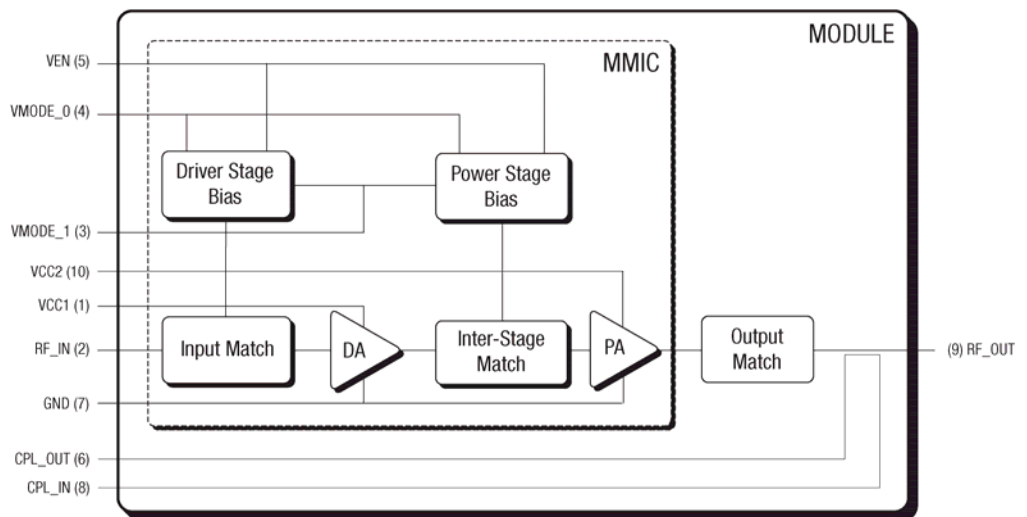 MODULE
MMIC
VEN (5)
VMODE_0 (4)
Driver Stage
Bias
Power Stage
Bias
VMODE_1 (3)
VCC2 (10)
VCC1 (1)
RF_IN (2)
Input Match
DA
Inter-Stage
Match
PA
Output
Match
(9) RF_OUT
GND (7)
CPL_OUT (6)
CPL_IN (8)